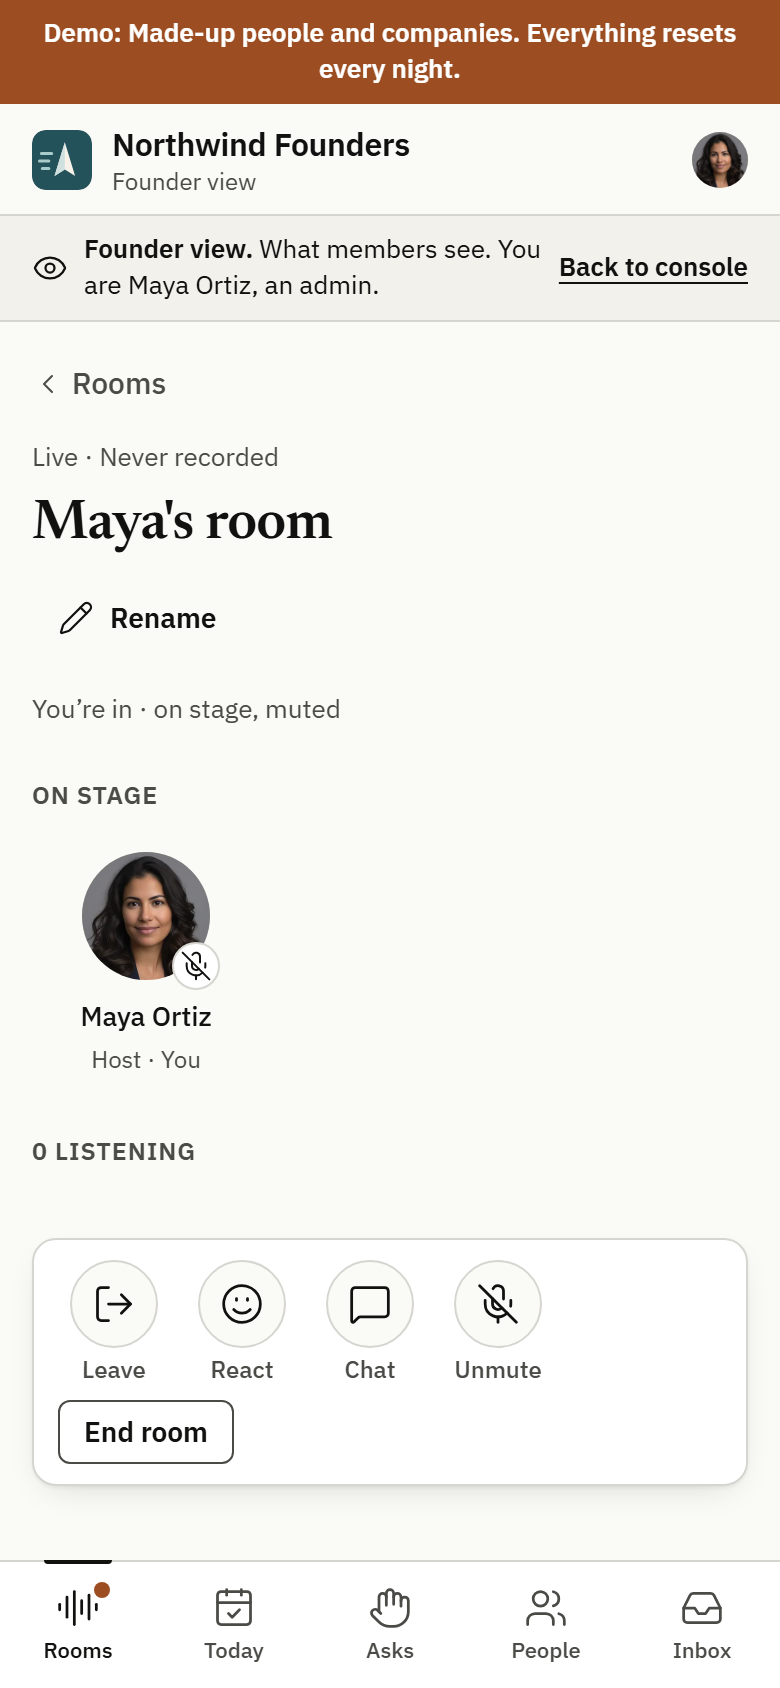 Demo: Made-up people and companies. Everything resets
every night.
Northwind Founders
Founder view
Founder view. What members see. You
are Maya Ortiz, an admin.
Back to console
Rooms
Live · Never recorded
Maya's room
Rename
You’re in · on stage, muted
ON STAGE
Maya Ortiz
Host · You
0 LISTENING
Leave
React
Chat
Unmute
End room
Rooms
Today
Asks
People
Inbox